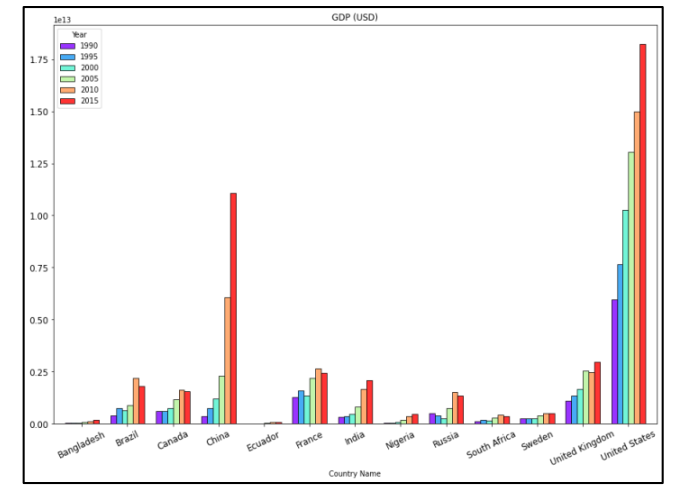 GDP (USD)
1e13
Year
1990
1995
2000
2005
2010
2015
1.75
1.50
1.25
1.00
0.75
0.50
0.25
0.00
Bangladesh
Brazil
Canada
China
Ecuador
France
India
Nigeria
Russia
South Africa
Sweden
United Kingdom
United States
Country Name